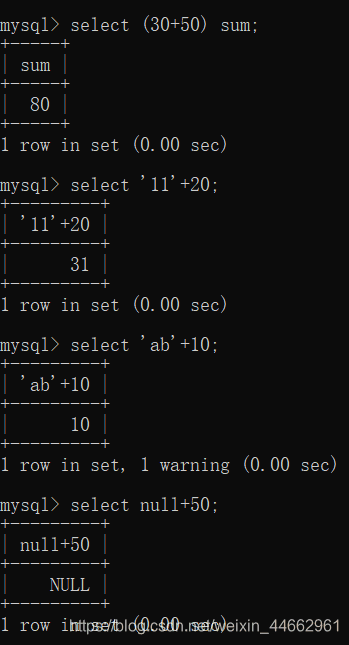 mysql> select (30+50) sum;
+-----+
| sum |
+-----+
|  80 |
+-----+
1 row in set (0.00 sec)
mysql> select '11'+20;
+---------+
| '11'+20 |
+---------+
|      31 |
+---------+
1 row in set (0.00 sec)
mysql> select 'ab'+10;
+---------+
| 'ab'+10 |
+---------+
|      10 |
+---------+
1 row in set, 1 warning (0.00 sec)
mysql> select null+50;
+---------+
| null+50 |
+---------+
|    NULL |
+---------+
1 row in set (0.00 sec)
https://blog.csdn.net/weixin_44662961